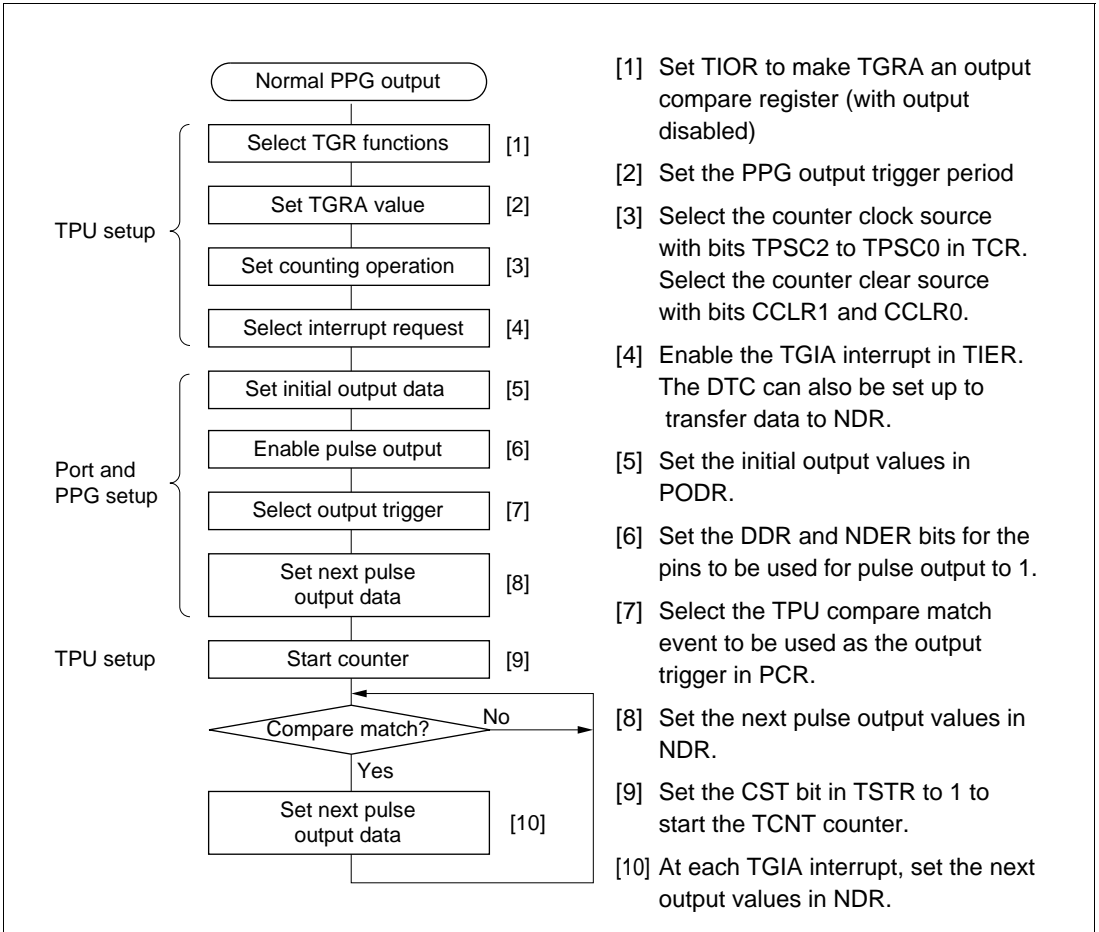 Normal PPG output
Select TGR functions [1]
Set TGRA value [2]
TPU setup
Set counting operation [3]
Select interrupt request [4]
Set initial output data [5]
Enable pulse output [6]
Port and
PPG setup
Select output trigger [7]
Set next pulse
output data
[8]
TPU setup
Start counter [9]
Compare match?
No
Yes
Set next pulse
output data
[10]
[1] Set TIOR to make TGRA an output
compare register (with output
disabled)
[2] Set the PPG output trigger period
[3] Select the counter clock source
with bits TPSC2 to TPSC0 in TCR.
Select the counter clear source
with bits CCLR1 and CCLR0.
[4] Enable the TGIA interrupt in TIER.
The DTC can also be set up to
transfer data to NDR.
[5] Set the initial output values in
PODR.
[6] Set the DDR and NDER bits for the
pins to be used for pulse output to 1.
[7] Select the TPU compare match
event to be used as the output
trigger in PCR.
[8] Set the next pulse output values in
NDR.
[9] Set the CST bit in TSTR to 1 to
start the TCNT counter.
[10] At each TGIA interrupt, set the next
output values in NDR.